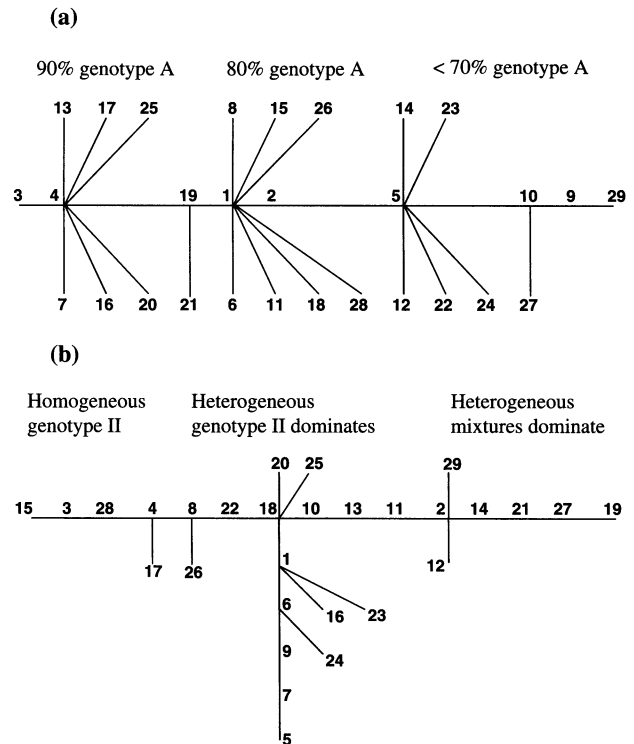 (a)
90% genotype A 80% genotype A < 70% genotype A
13 17 25 8 15 26 14 23
3 4 19 1 2 5 10 9 29
7 16 20 21 6 11 18 28 12 22 24 27
(b)
Homogeneous genotype II
Heterogeneous genotype II dominates
Heterogeneous mixtures dominate
20 25 29
15 3 28 4 8 22 18 10 13 11 2 14 21 27 19
17 26 1 12
6 16 23
9 24
7
5